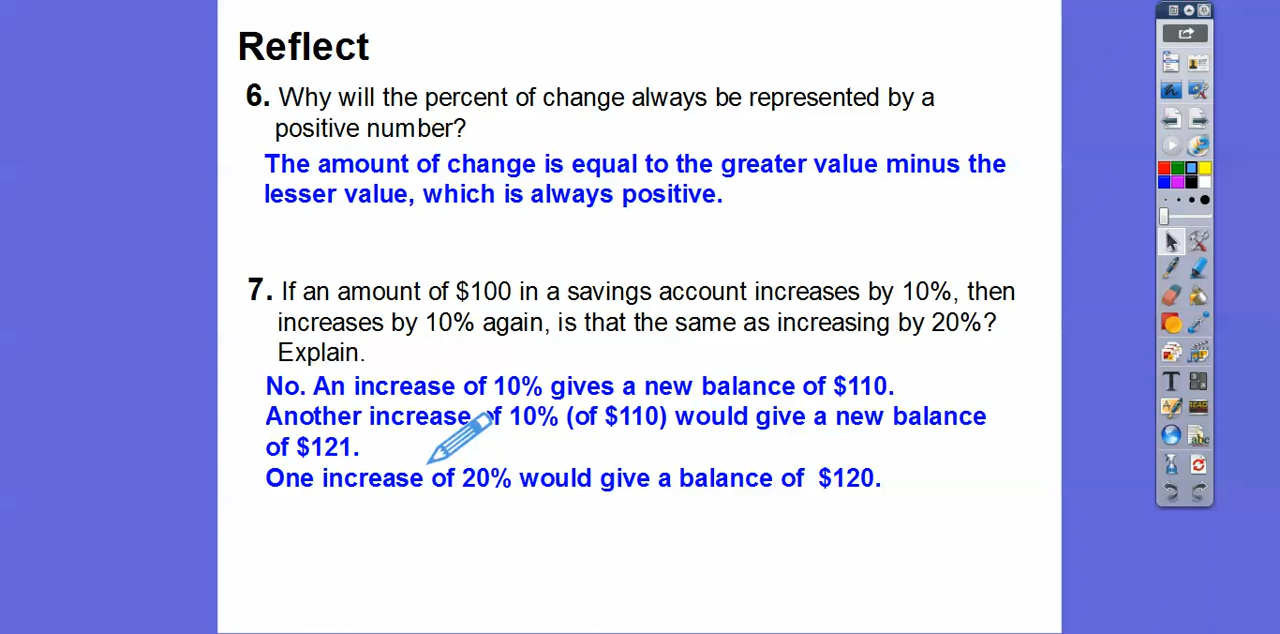 Reflect
6. Why will the percent of change always be represented by a
positive number?
The amount of change is equal to the greater value minus the
lesser value, which is always positive.
7. If an amount of $100 in a savings account increases by 10%, then
increases by 10% again, is that the same as increasing by 20%?
Explain.
No. An increase of 10% gives a new balance of $110.
Another increase of 10% (of $110) would give a new balance
of $121.
One increase of 20% would give a balance of  $120.